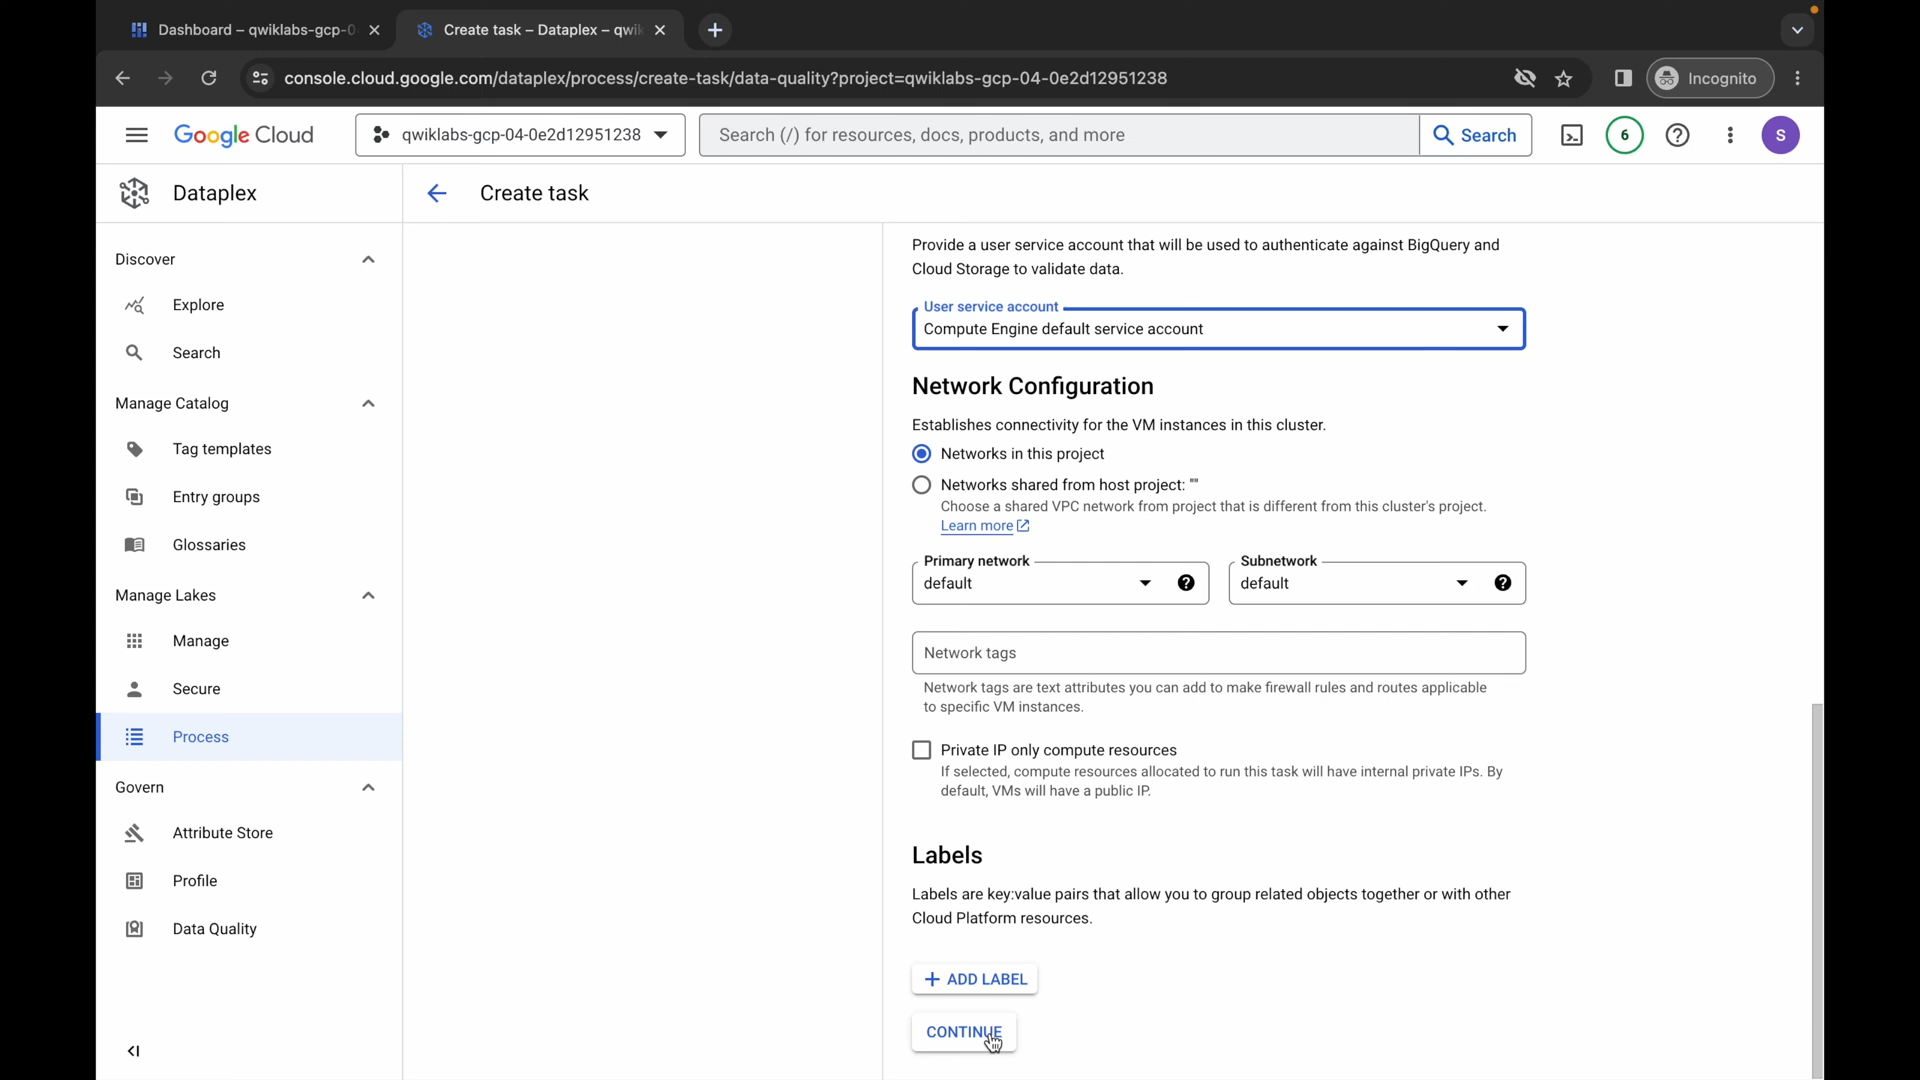 Dashboard – qwiklabs-gcp-0
Create task – Dataplex – qwik
console.cloud.google.com/dataplex/process/create-task/data-quality?project=qwiklabs-gcp-04-0e2d12951238
Incognito
Google Cloud
qwiklabs-gcp-04-0e2d12951238
Search (/) for resources, docs, products, and more
Search
6
S
Dataplex
Create task
Discover
Explore
Search
Manage Catalog
Tag templates
Entry groups
Glossaries
Manage Lakes
Manage
Secure
Process
Govern
Attribute Store
Profile
Data Quality
Provide a user service account that will be used to authenticate against BigQuery and
Cloud Storage to validate data.
User service account
Compute Engine default service account
Network Configuration
Establishes connectivity for the VM instances in this cluster.
Networks in this project
Networks shared from host project: ""
Choose a shared VPC network from project that is different from this cluster's project.
Learn more
Primary network
default
Subnetwork
default
Network tags
Network tags are text attributes you can add to make firewall rules and routes applicable
to specific VM instances.
Private IP only compute resources
If selected, compute resources allocated to run this task will have internal private IPs. By
default, VMs will have a public IP.
Labels
Labels are key:value pairs that allow you to group related objects together or with other
Cloud Platform resources.
+ ADD LABEL
CONTINUE